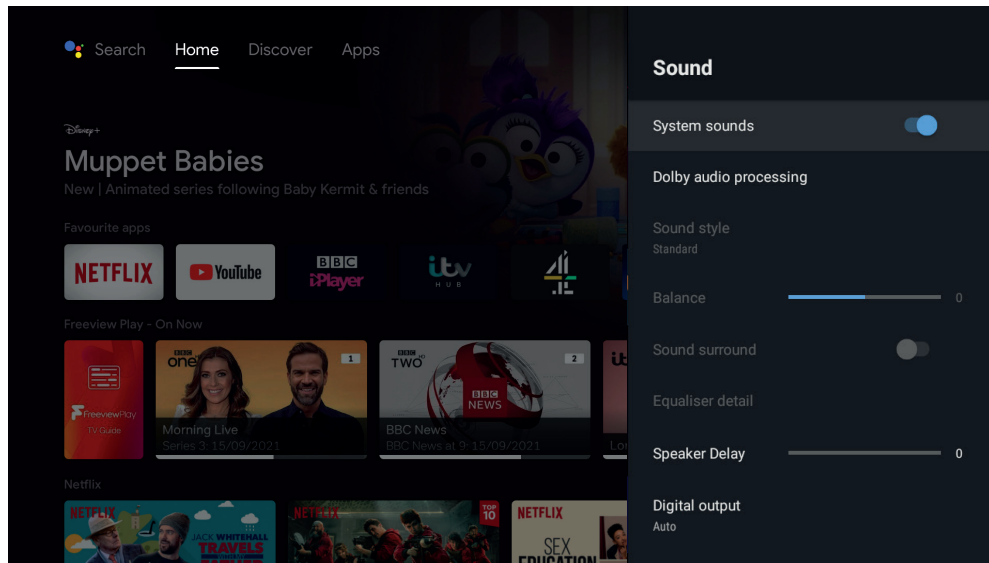 Search Home Discover Apps
Disney+
Muppet Babies
New | Animated series following Baby Kermit & friends
Favourite apps
NETFLIX
YouTube
BBC
iPlayer
itv
HUB
4
Freeview Play - On Now
FreeviewPlay
TV Guide
BBC
one
1
Morning Live
Series 3: 15/09/2021
BBC HD
TWO
2
BBC
NEWS
BBC News
BBC News at 9: 15/09/2021
it
Lo
Netflix
NETFLIX
JACK WHITEHALL
TRAVELS
NETFLIX
TOP
10
NETFLIX
SEX
EDUCATION
Sound
System sounds
Dolby audio processing
Sound style
Standard
Balance 0
Sound surround
Equaliser detail
Speaker Delay 0
Digital output
Auto